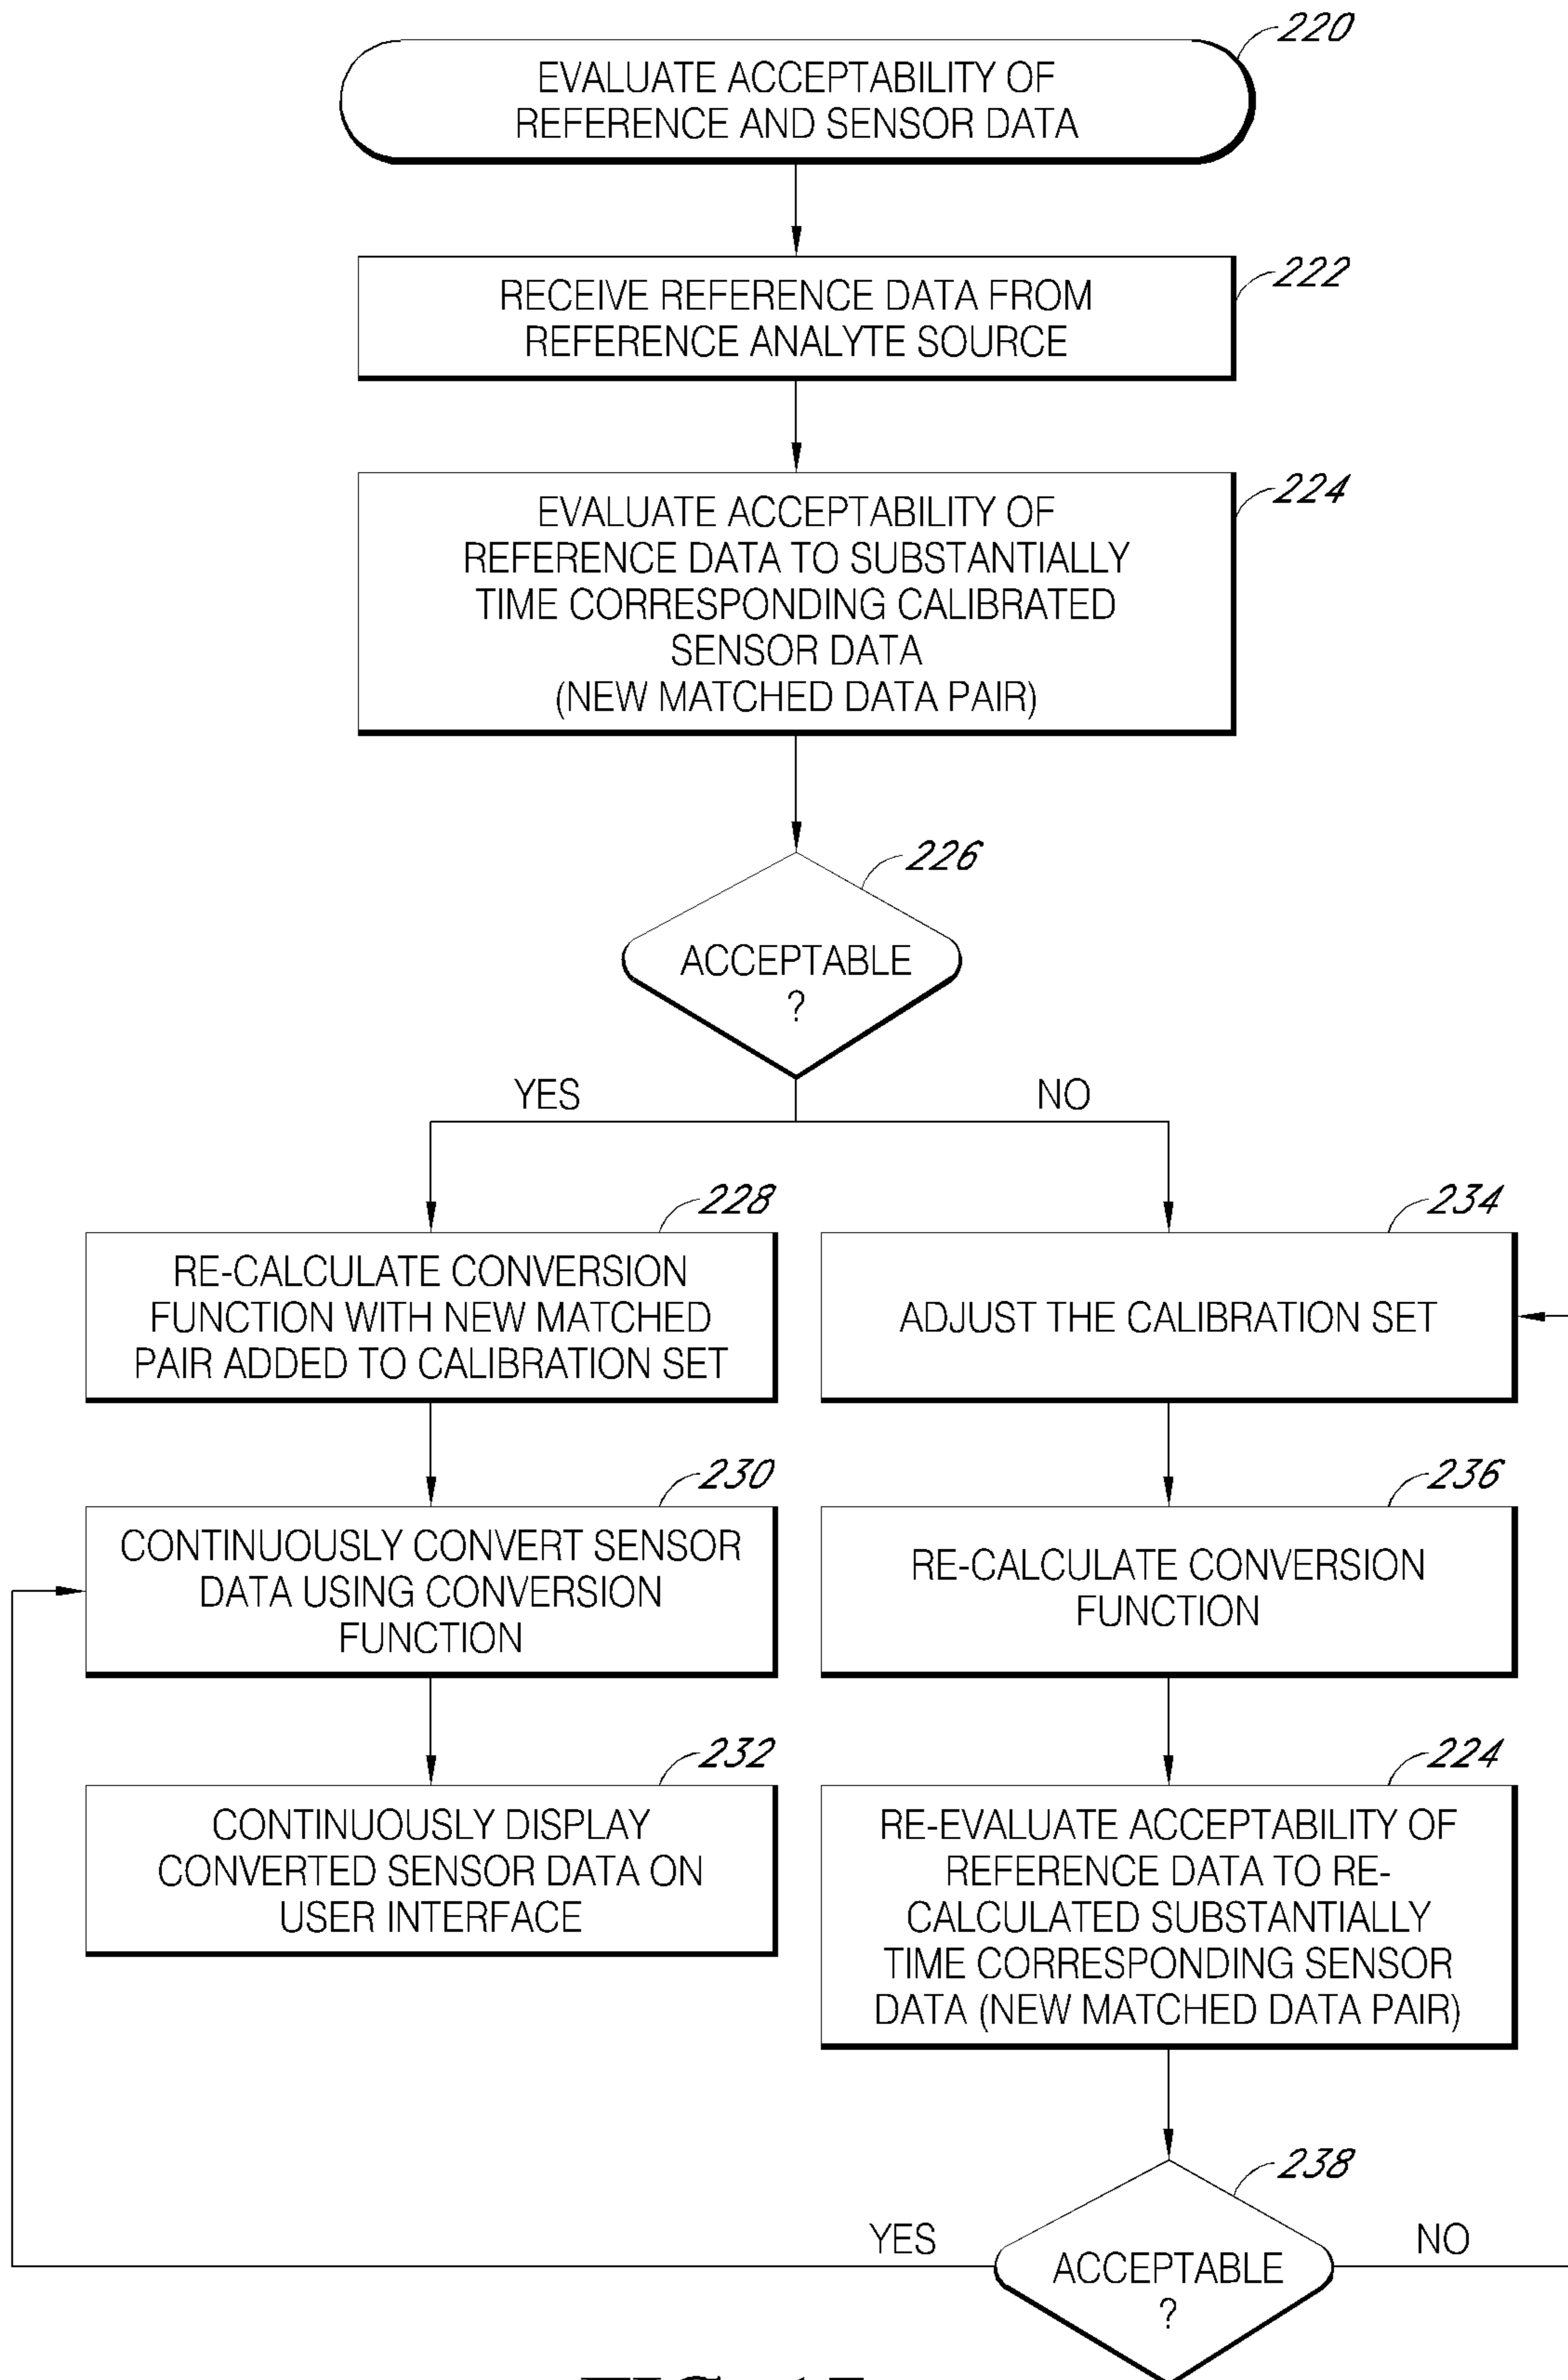 220
EVALUATE ACCEPTABILITY OF
REFERENCE AND SENSOR DATA
222
RECEIVE REFERENCE DATA FROM
REFERENCE ANALYTE SOURCE
224
EVALUATE ACCEPTABILITY OF
REFERENCE DATA TO SUBSTANTIALLY
TIME CORRESPONDING CALIBRATED
SENSOR DATA
(NEW MATCHED DATA PAIR)
226
ACCEPTABLE
?
YES
NO
228
RE-CALCULATE CONVERSION
FUNCTION WITH NEW MATCHED
PAIR ADDED TO CALIBRATION SET
230
CONTINUOUSLY CONVERT SENSOR
DATA USING CONVERSION
FUNCTION
232
CONTINUOUSLY DISPLAY
CONVERTED SENSOR DATA ON
USER INTERFACE
234
ADJUST THE CALIBRATION SET
236
RE-CALCULATE CONVERSION
FUNCTION
224
RE-EVALUATE ACCEPTABILITY OF
REFERENCE DATA TO RE-
CALCULATED SUBSTANTIALLY
TIME CORRESPONDING SENSOR
DATA (NEW MATCHED DATA PAIR)
238
YES
ACCEPTABLE
?
NO